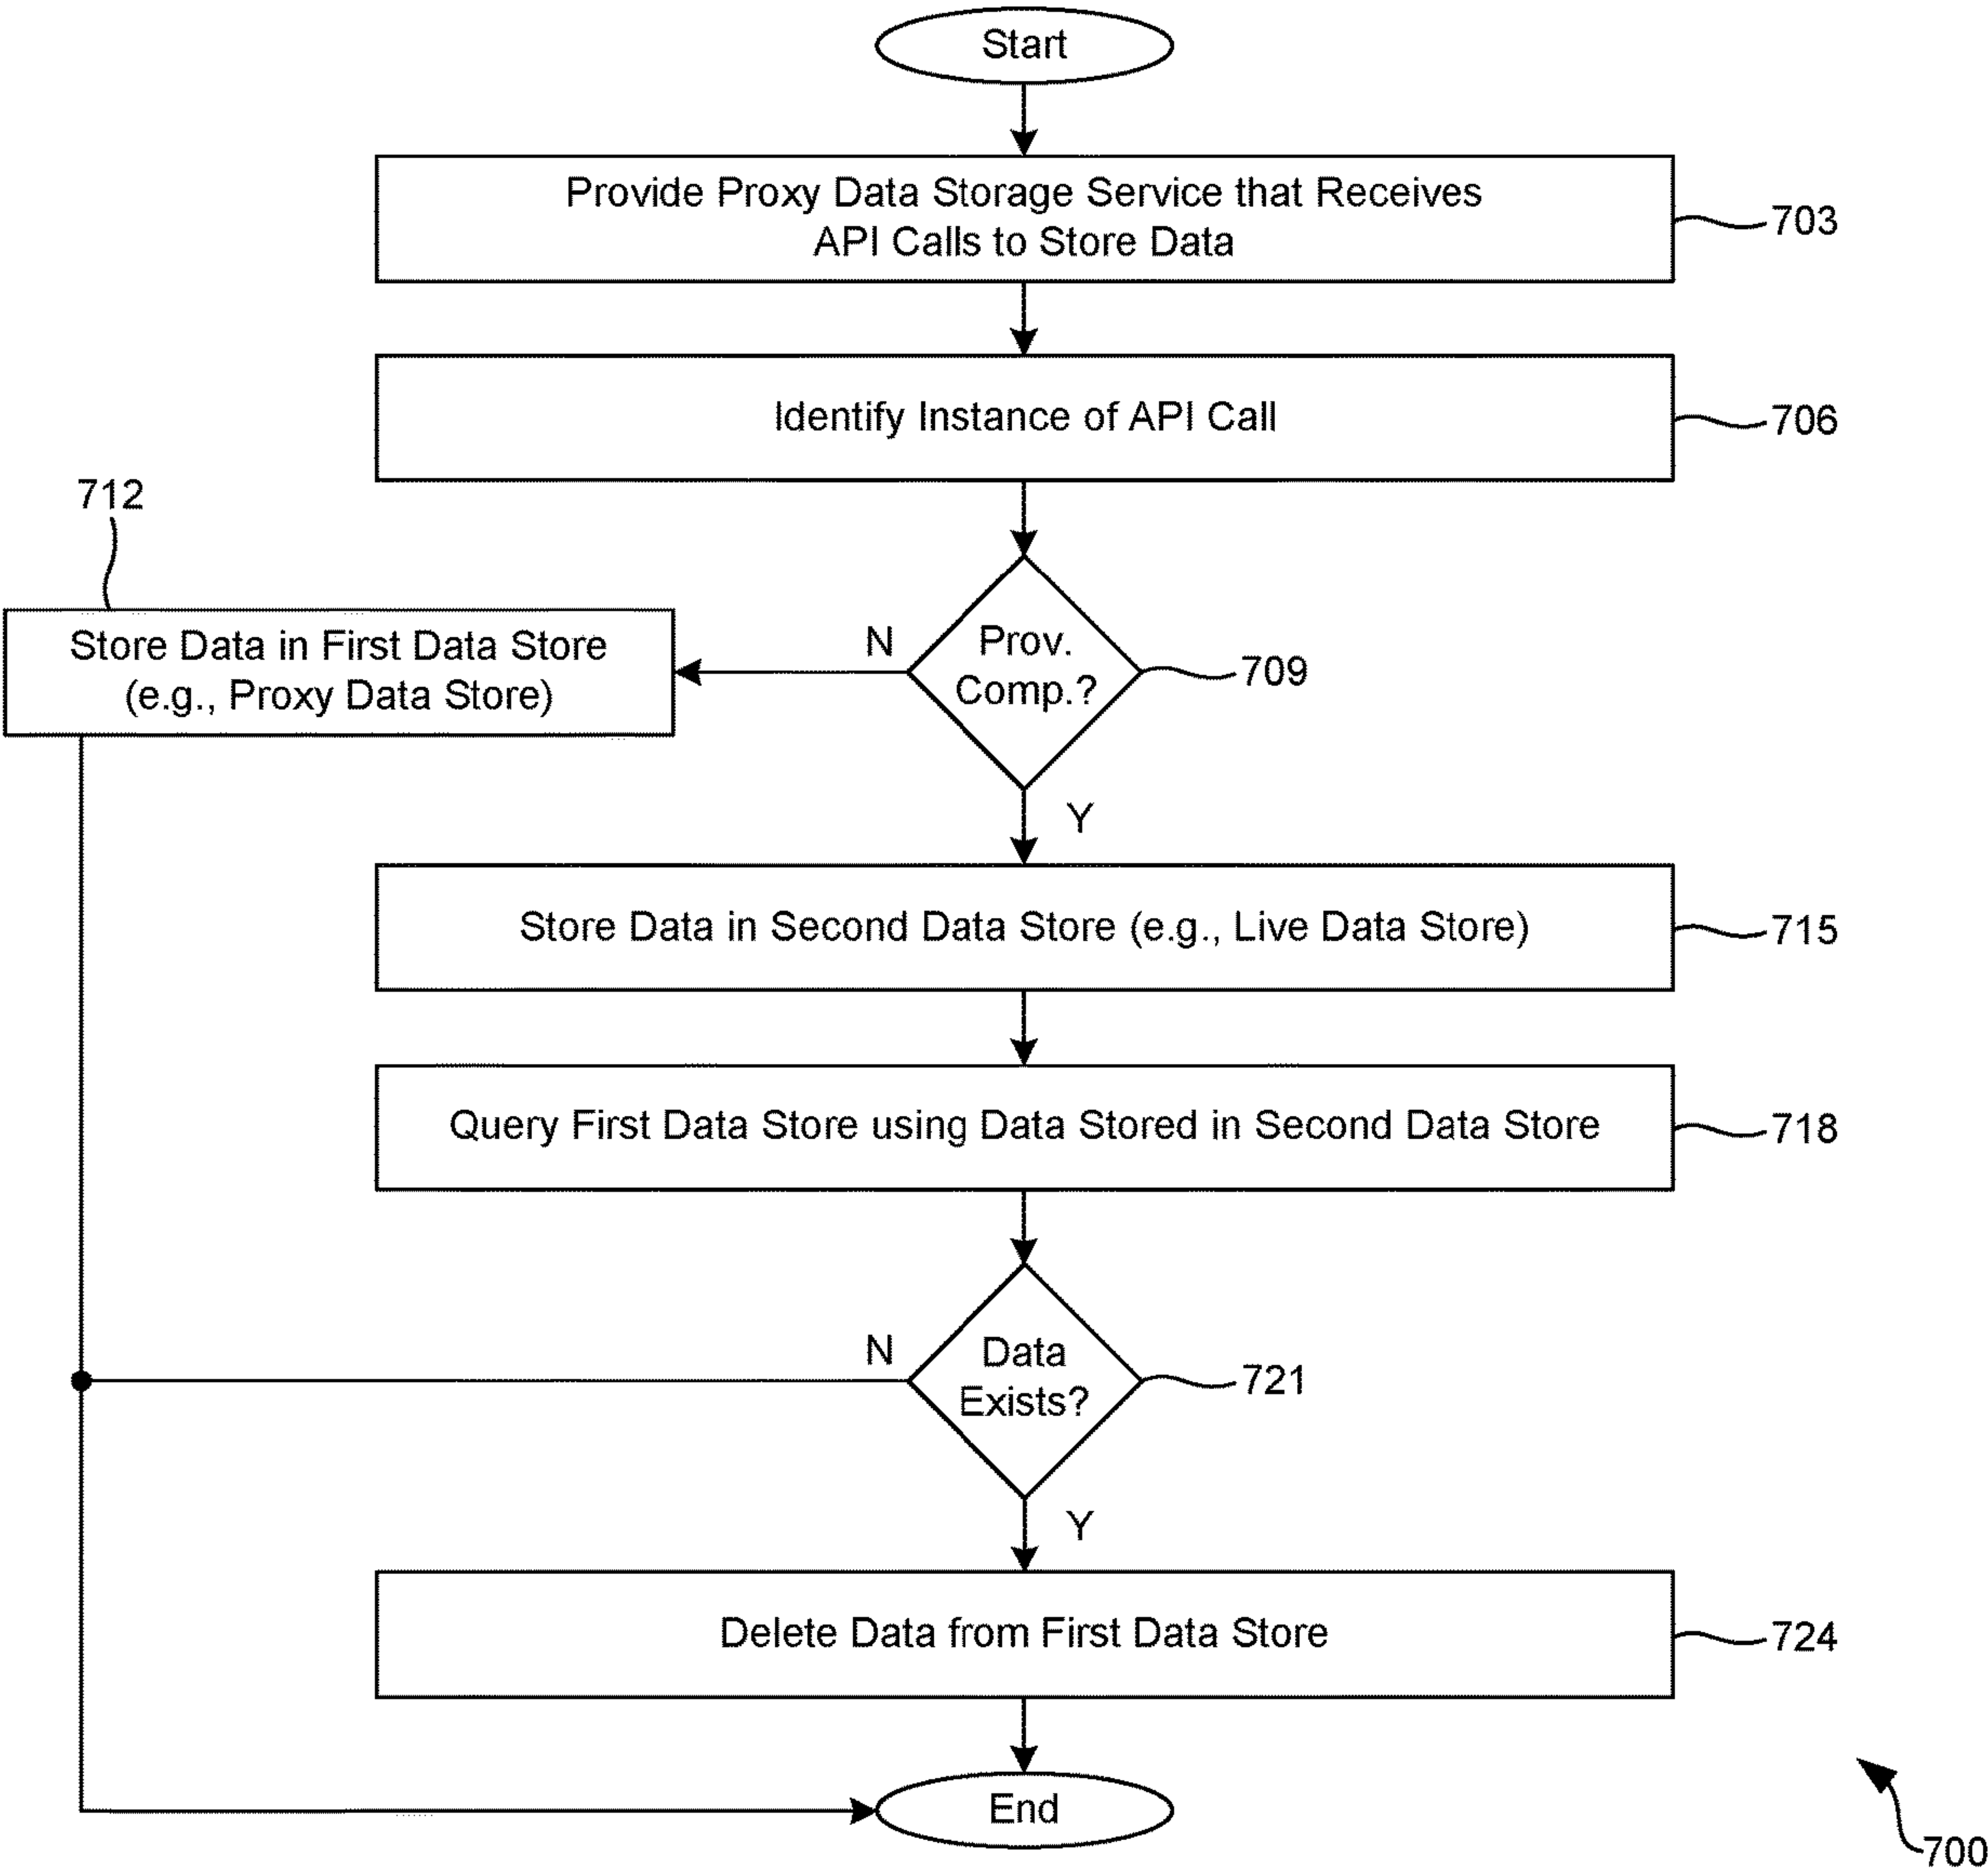 Start
Provide Proxy Data Storage Service that Receives
API Calls to Store Data
703
Identify Instance of API Call
706
712
Store Data in First Data Store
(e.g., Proxy Data Store)
N
Prov.
Comp.?
709
Y
Store Data in Second Data Store (e.g., Live Data Store)
715
Query First Data Store using Data Stored in Second Data Store
718
N
Data
Exists?
721
Y
Delete Data from First Data Store
724
End
700